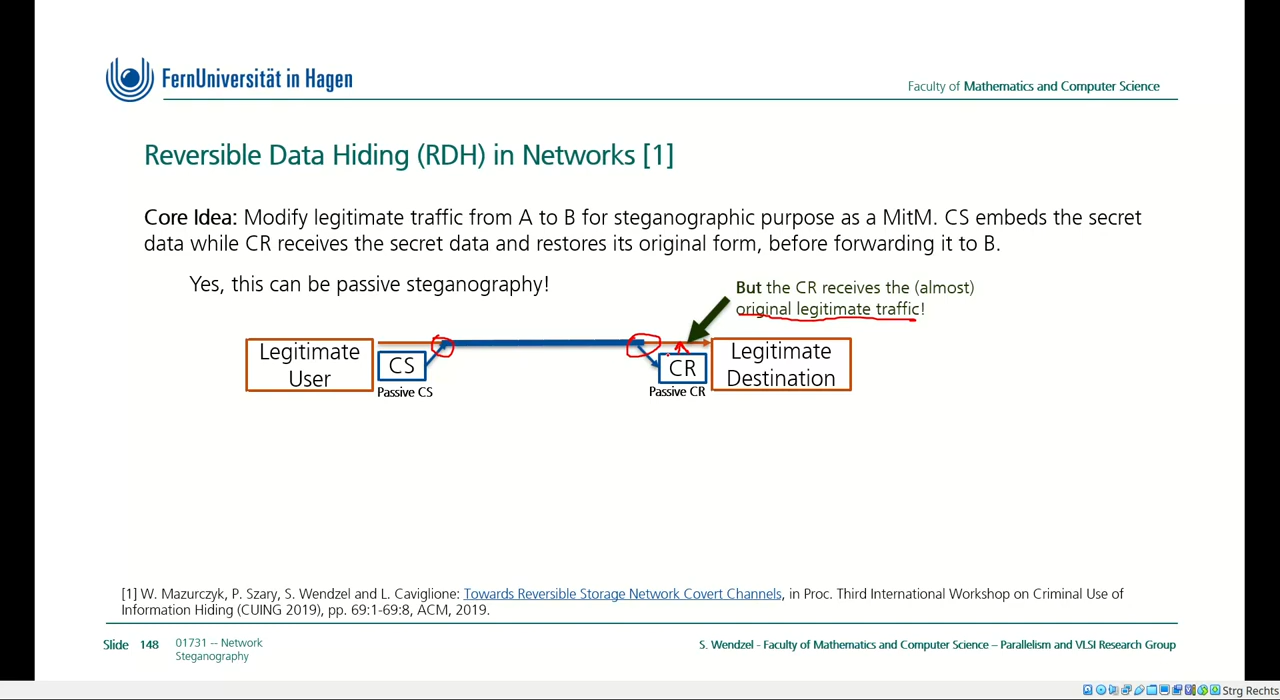 FernUniversität in Hagen
Faculty of Mathematics and Computer Science
Reversible Data Hiding (RDH) in Networks [1]
Core Idea: Modify legitimate traffic from A to B for steganographic purpose as a MitM. CS embeds the secret
data while CR receives the secret data and restores its original form, before forwarding it to B.
Yes, this can be passive steganography!
But the CR receives the (almost)
original legitimate traffic!
Legitimate
User
CS
Passive CS
CR
Passive CR
Legitimate
Destination
[1] W. Mazurczyk, P. Szary, S. Wendzel and L. Caviglione: Towards Reversible Storage Network Covert Channels, in Proc. Third International Workshop on Criminal Use of
Information Hiding (CUING 2019), pp. 69:1-69:8, ACM, 2019.
Slide 148
01731 -- Network
Steganography
S. Wendzel - Faculty of Mathematics and Computer Science – Parallelism and VLSI Research Group
Strg Rechts